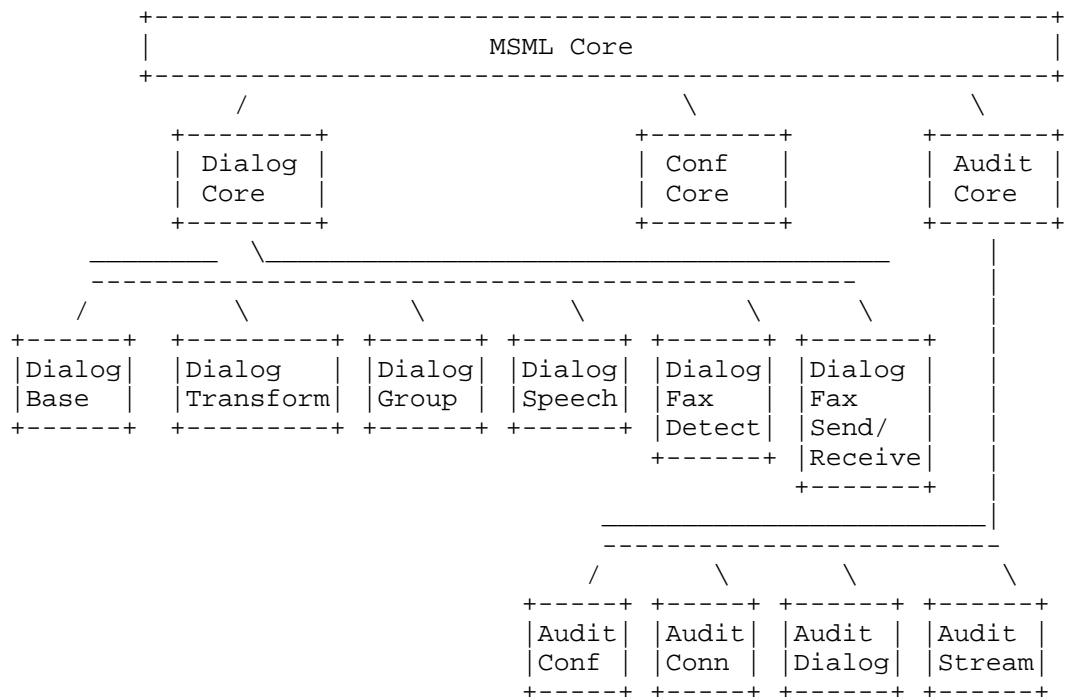 MSML Core
Dialog Conf Audit
Core Core Core
Dialog Dialog Dialog Dialog Dialog Dialog
Base Transform Group Speech Fax Fax
Detect Send/
Receive
Audit Audit Audit Audit
Conf Conn Dialog Stream